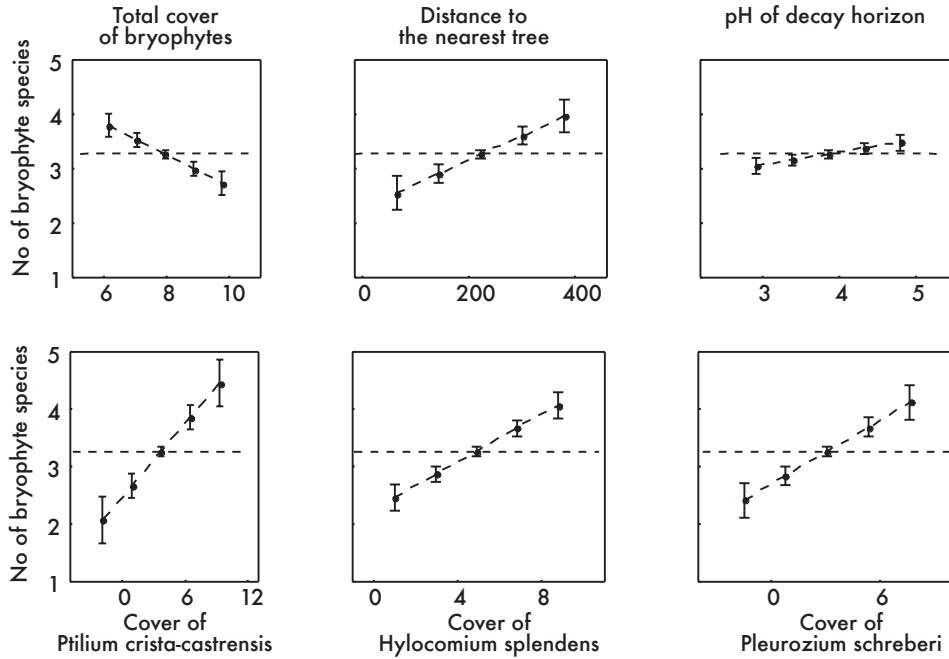 Total cover
of bryophytes
Distance to
the nearest tree
pH of decay horizon
No of bryophyte species
5
4
3
2
1
6 8 10
0 200 400
3 4 5
No of bryophyte species
5
4
3
2
1
0 6 12
0 4 8
0 6
Cover of
Ptilium crista-castrensis
Cover of
Hylocomium splendens
Cover of
Pleurozium schreberi